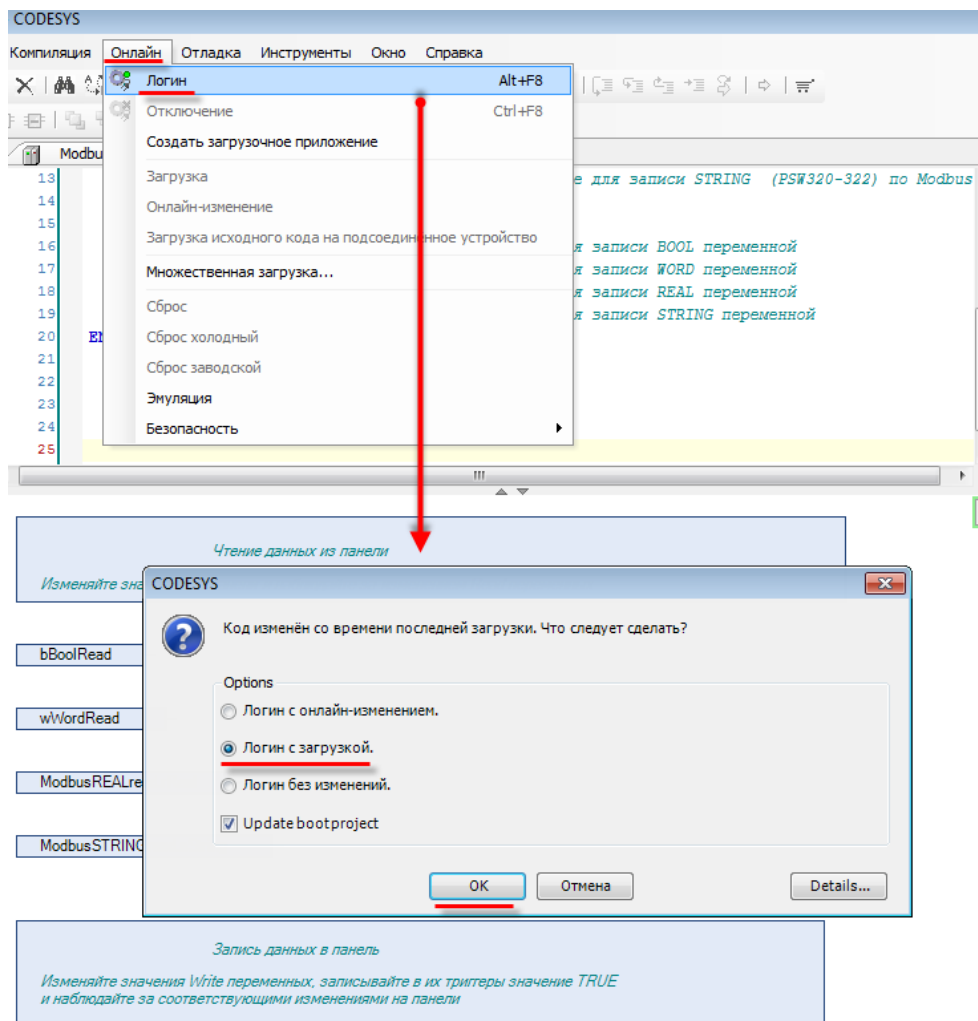 CODESYS
Компиляция Онлайн Отладка Инструменты Окно Справка
Логин Alt+F8
Отключение Ctrl+F8
Создать загрузочное приложение
Modbu
Загрузка
13 е для записи STRING (PSW320-322) по Modbus
14
Онлайн-изменение
15
Загрузка исходного кода на подсоединенное устройство
16 я записи BOOL переменной
17 я записи WORD переменной
Множественная загрузка...
18 я записи REAL переменной
Сброс
19 я записи STRING переменной
20 EN
Сброс холодный
21
Сброс заводской
22
23
Эмуляция
24
Безопасность
25
Чтение данных из панели
Изменяйте зна
CODESYS
Код изменён со времени последней загрузки. Что следует сделать?
bBoolRead
Options
Логин с онлайн-изменением.
wWordRead
Логин с загрузкой.
ModbusREALre
Логин без изменений.
Update bootproject
ModbusSTRING
OK Отмена Details...
Запись данных в панель
Изменяйте значения Write переменных, записывайте в их триггеры значение TRUE
и наблюдайте за соответствующими изменениями на панели